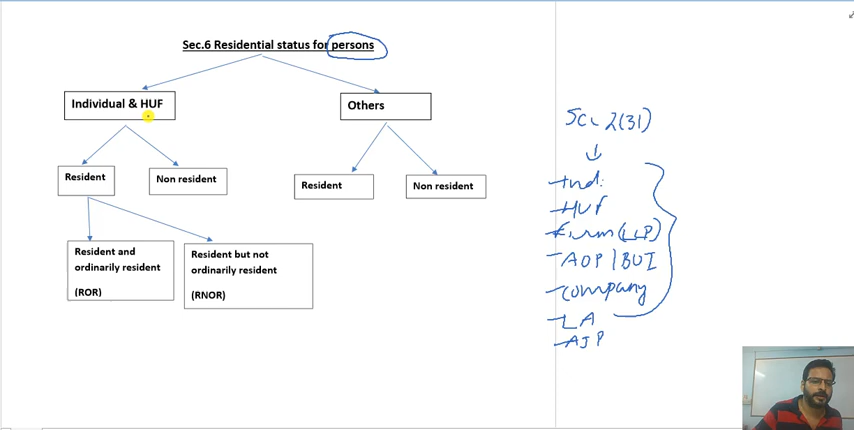 Sec.6 Residential status for persons
Individual & HUF
Others
Resident
Non resident
Resident
Non resident
Resident and
ordinarily resident
(ROR)
Resident but not
ordinarily resident
(RNOR)
Sec 2(31)
Ind.
HUF
Firm (LLP)
AOP / BOI
Company
LA
AJP